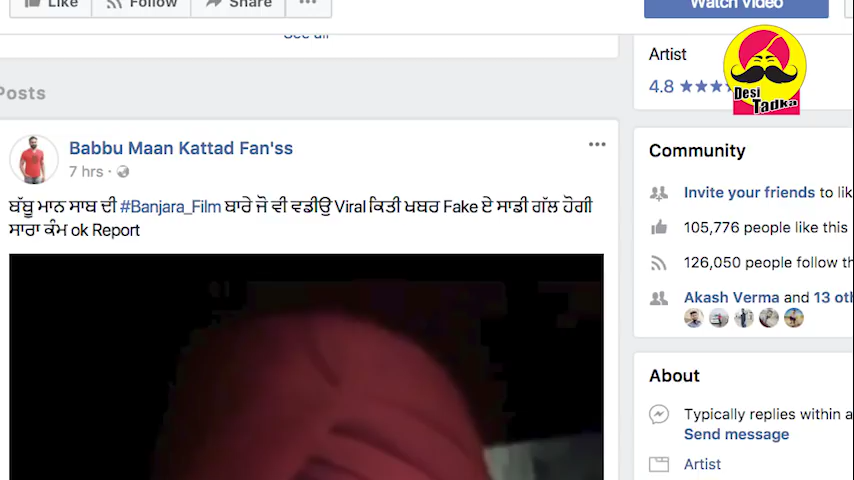 Like
Follow
Share
Watch Video
See all
Artist
4.8
Desi
Tadka
Posts
Babbu Maan Kattad Fan'ss
7 hrs
ਬੱਬੂ ਮਾਨ ਸਾਬ ਦੀ #Banjara_Film ਬਾਰੇ ਜੋ ਵੀ ਵਡੀਉ Viral ਕਿਤੀ ਖਬਰ Fake ਏ ਸਾਡੀ ਗੱਲ ਹੋਗੀ
ਸਾਰਾ ਕੰਮ ok Report
Community
Invite your friends to lik
105,776 people like this
126,050 people follow th
Akash Verma and 13 oth
About
Typically replies within a
Send message
Artist